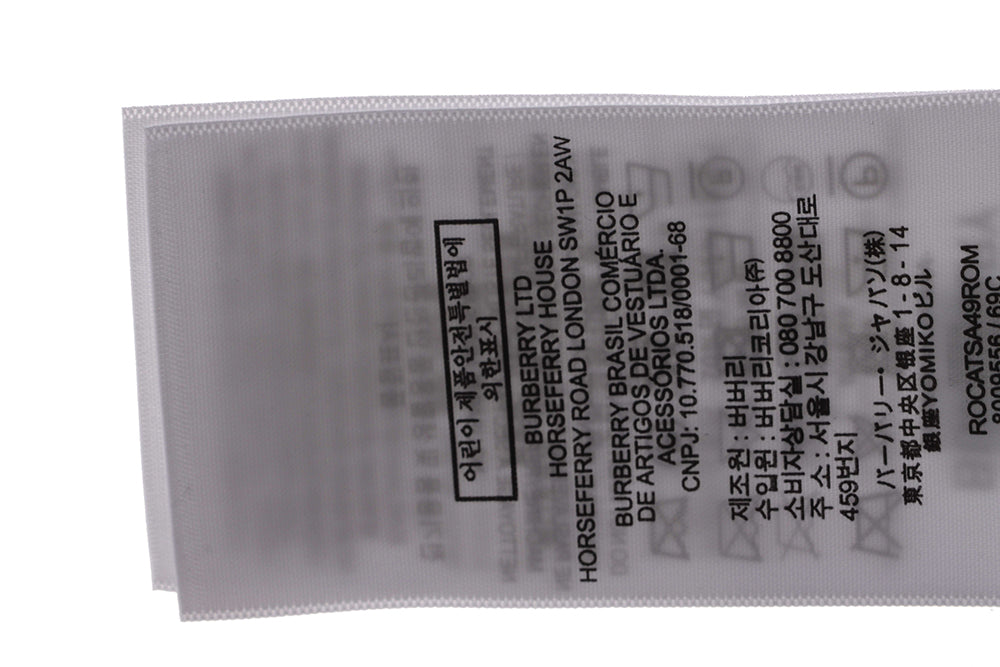 어린이 제품안전특별법에
의한표시
BURBERRY LTD
HORSEFERRY HOUSE
HORSEFERRY ROAD LONDON SW1P 2AW
BURBERRY BRASIL COMÉRCIO
DE ARTIGOS DE VESTUÁRIO E
ACESSÓRIOS LTDA.
CNPJ: 10.770.518/0001-68
제조원 : 버버리
수입원 : 버버리코리아(주)
소비자상담실 : 080 700 8800
주 소 : 서울시 강남구 도산대로
459번지
バーバリー・ジャパン(株)
東京都中央区銀座 1 - 8 - 14
銀座YOMIKOビル
ROCATSA49ROM